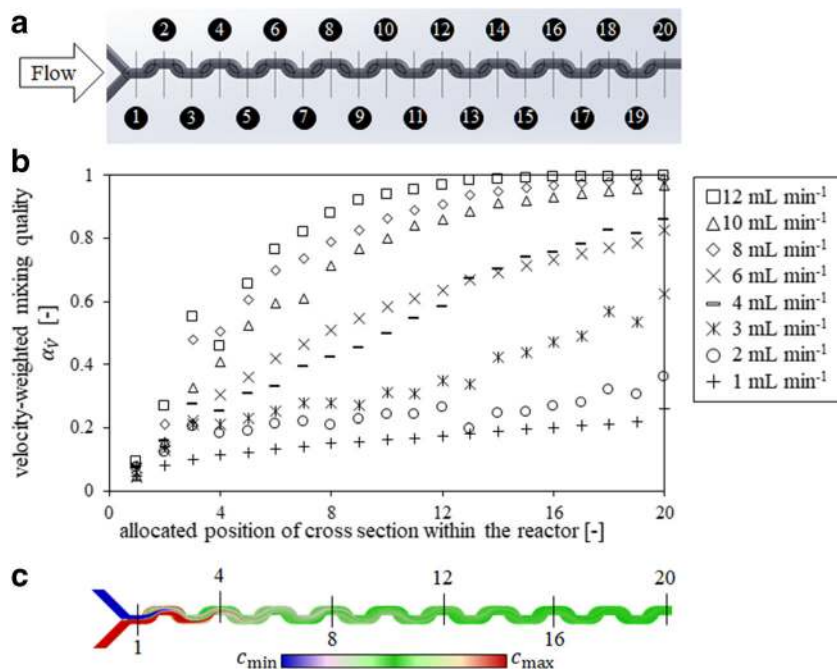 a
2 4 6 8 10 12 14 16 18 20
Flow
1 3 5 7 9 11 13 15 17 19
b
velocity-weighted mixing quality
α_V̇ [-]
1
0.8
0.6
0.4
0.2
0
0 4 8 12 16 20
allocated position of cross section within the reactor [-]
12 mL min⁻¹
10 mL min⁻¹
8 mL min⁻¹
6 mL min⁻¹
4 mL min⁻¹
3 mL min⁻¹
2 mL min⁻¹
1 mL min⁻¹
c
4 12 20
1 8 16
c_min c_max